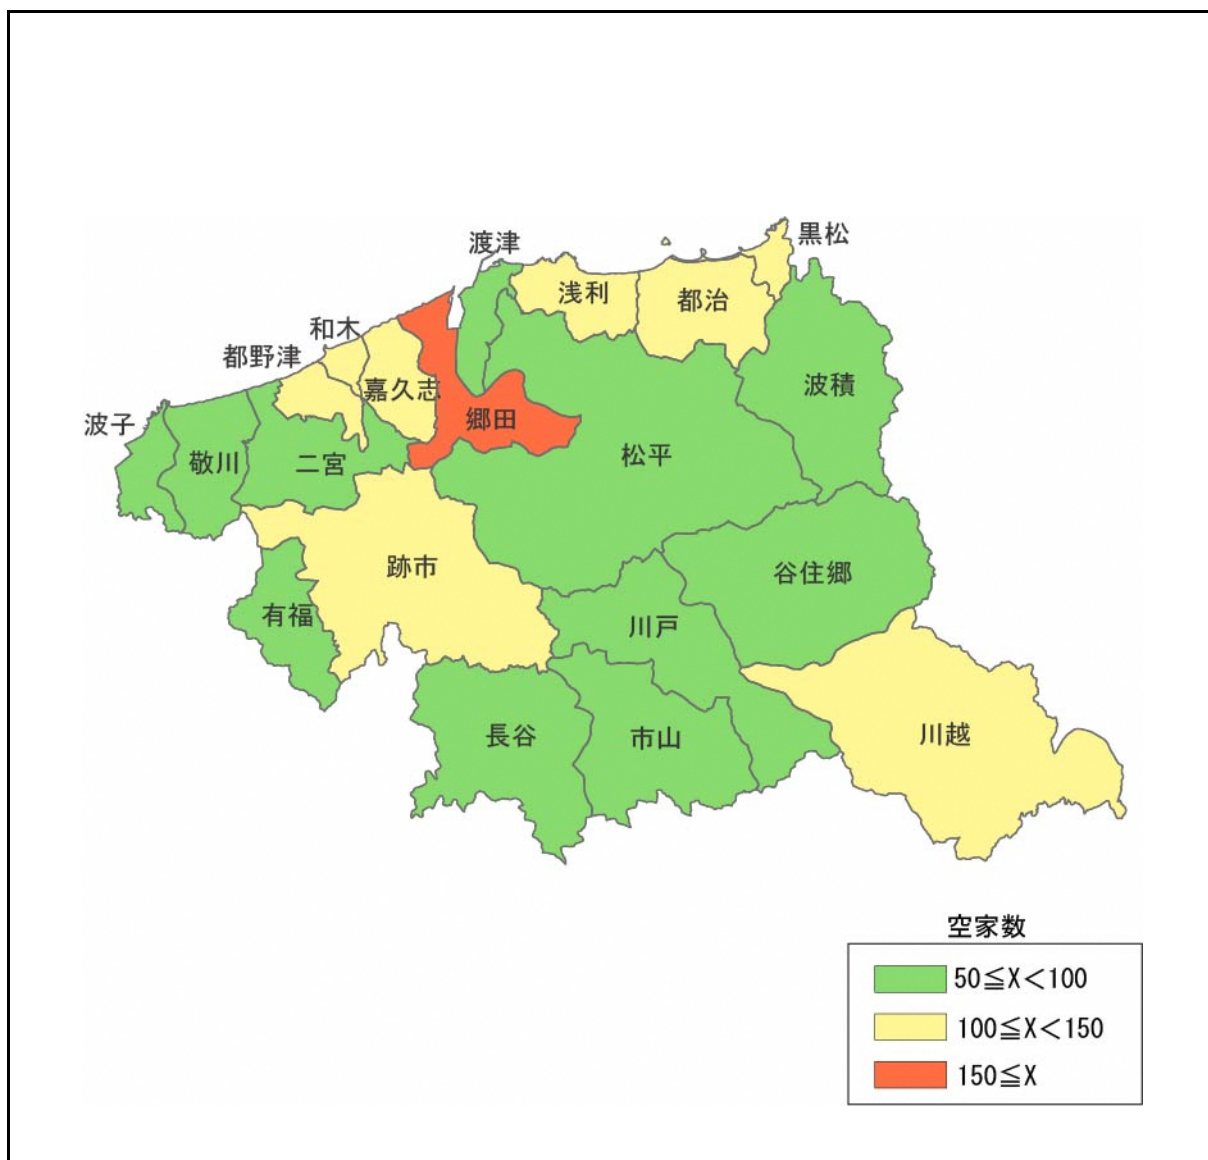 黒松
渡津
浅利
都治
和木
都野津
嘉久志
波積
波子
郷田
敬川
二宮
松平
跡市
谷住郷
有福
川戸
長谷
市山
川越
空家数
50≦X＜100
100≦X＜150
150≦X